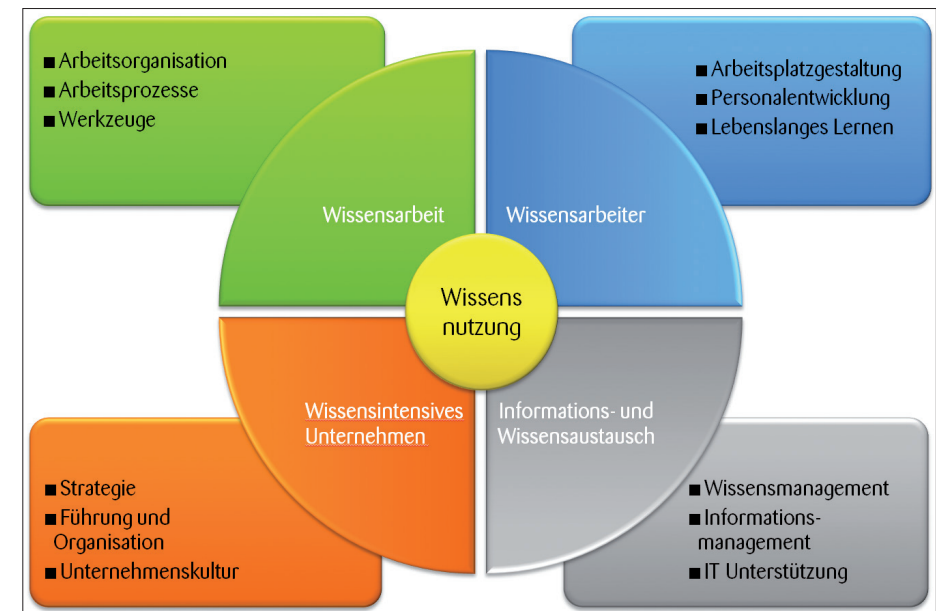 ■ Arbeitsorganisation
■ Arbeitsprozesse
■ Werkzeuge
■ Arbeitsplatzgestaltung
■ Personalentwicklung
■ Lebenslanges Lernen
Wissensarbeit
Wissensarbeiter
Wissens
nutzung
Wissensintensives
Unternehmen
Informations- und
Wissensaustausch
■ Strategie
■ Führung und
Organisation
■ Unternehmenskultur
■ Wissensmanagement
■ Informations-
management
■ IT Unterstützung